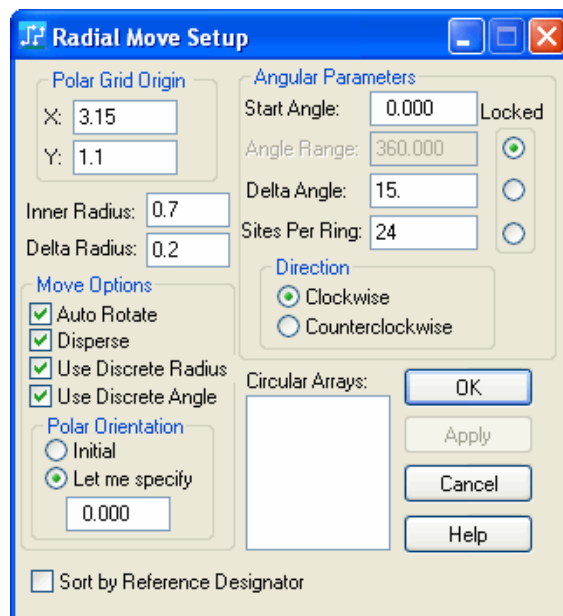 Radial Move Setup
Polar Grid Origin
X: 3.15
Y: 1.1
Inner Radius: 0.7
Delta Radius: 0.2
Move Options
Auto Rotate
Disperse
Use Discrete Radius
Use Discrete Angle
Polar Orientation
Initial
Let me specify
0.000
Sort by Reference Designator
Angular Parameters
Start Angle: 0.000 Locked
Angle Range: 360.000
Delta Angle: 15.
Sites Per Ring: 24
Direction
Clockwise
Counterclockwise
Circular Arrays:
OK
Apply
Cancel
Help